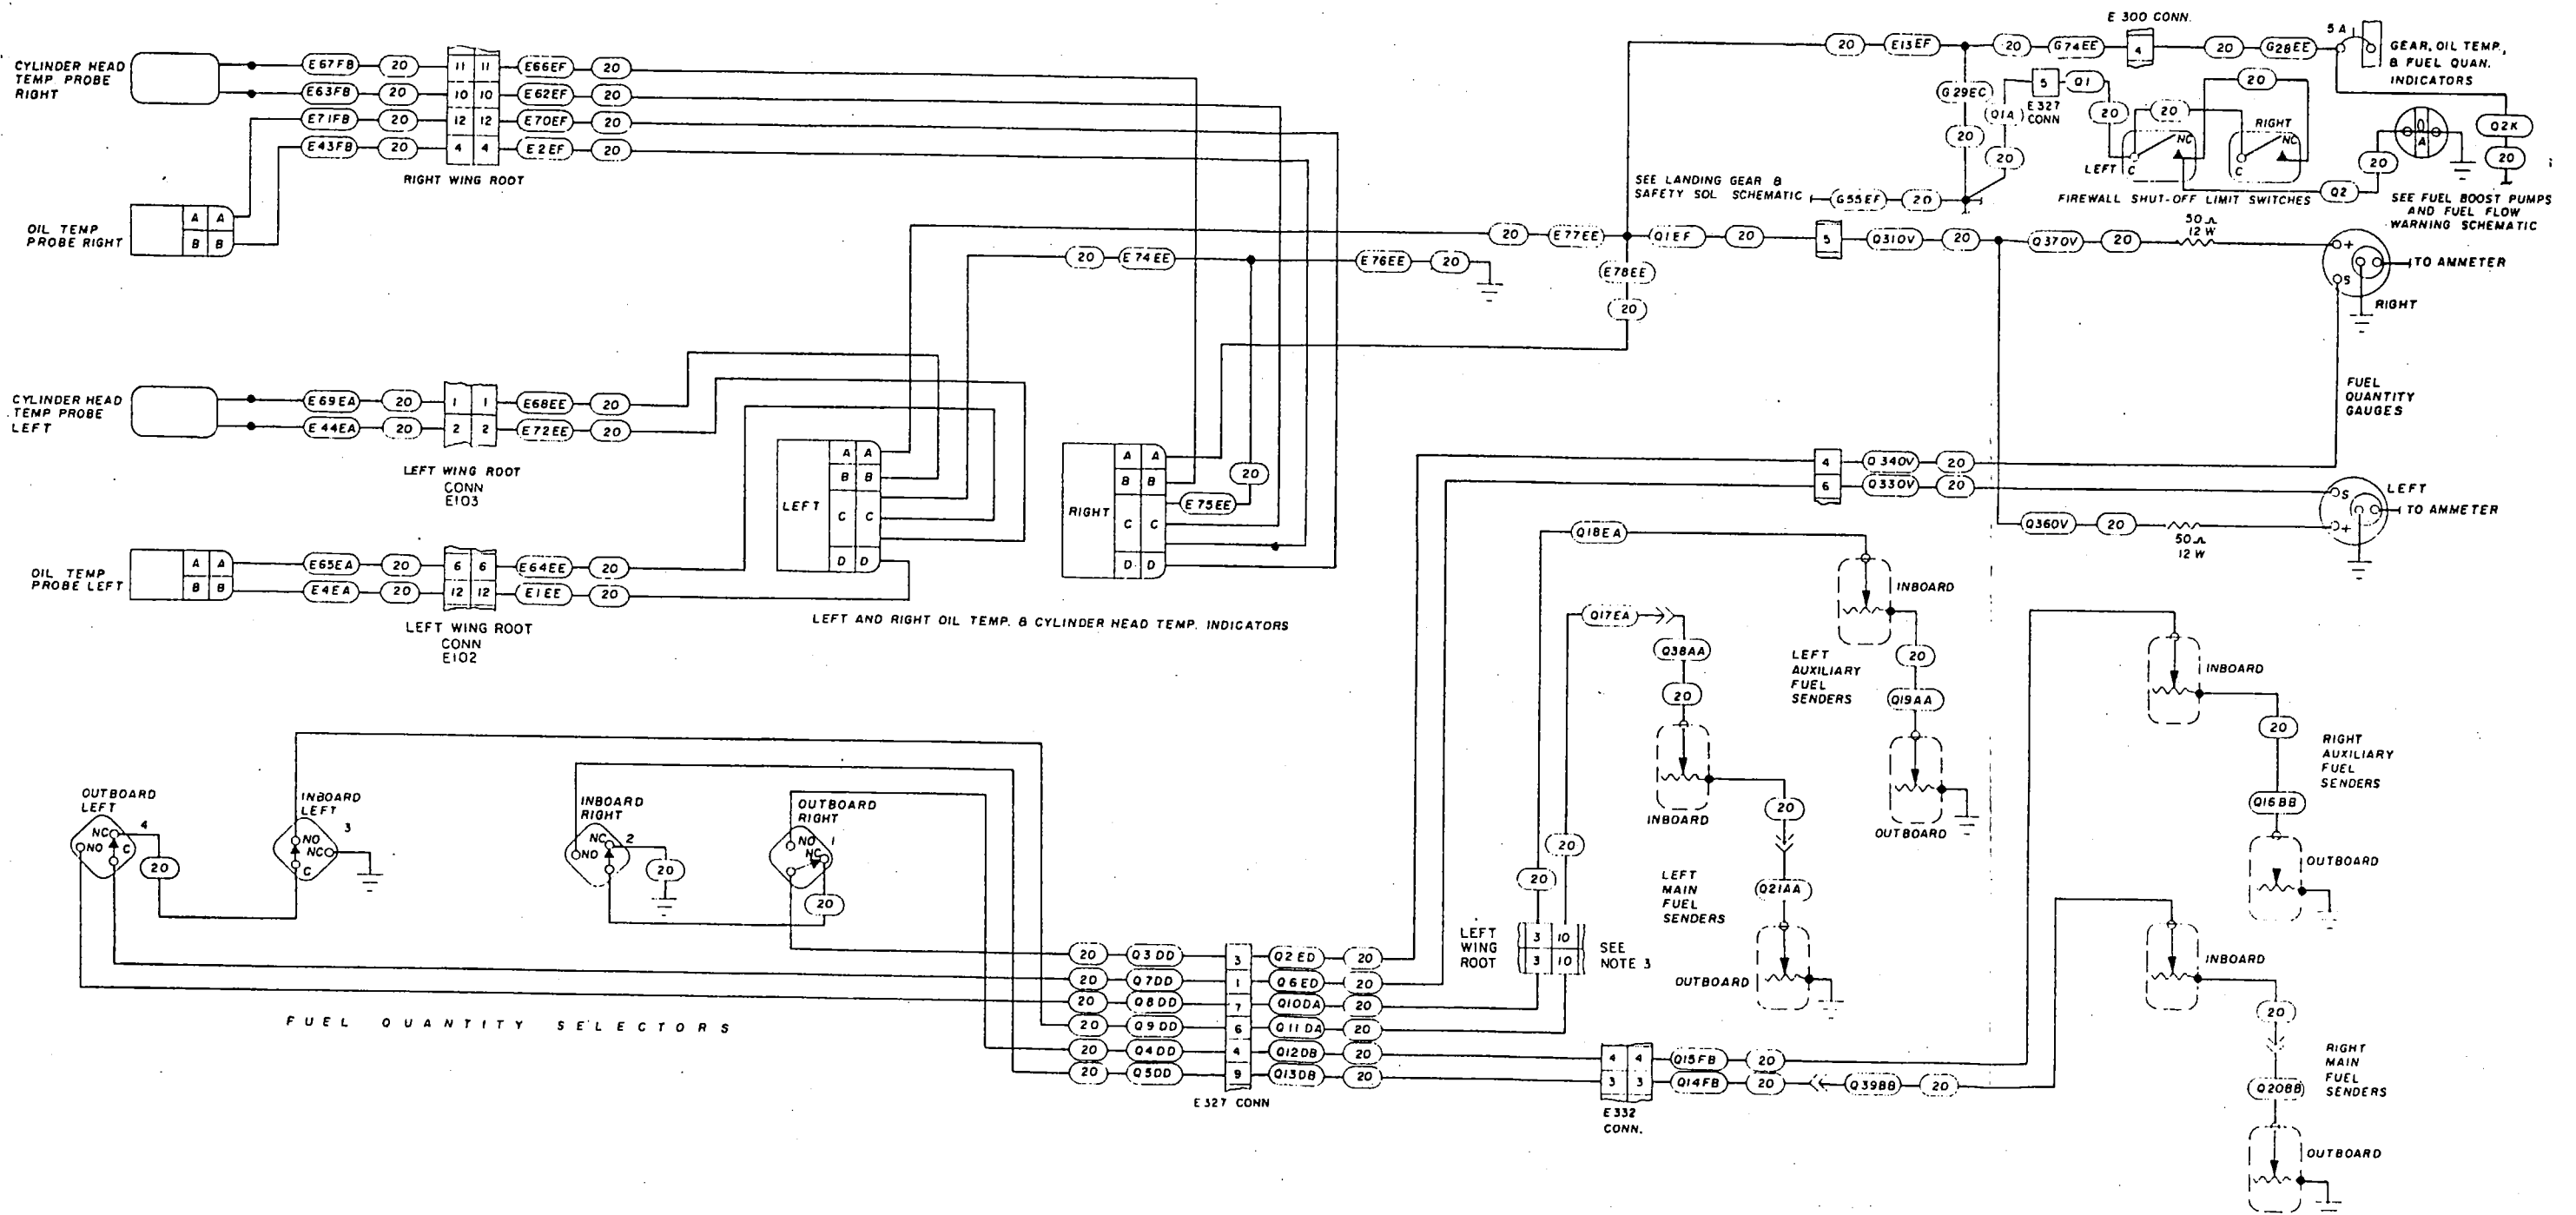 E 300 CONN.
5 A
20
E13EF
20
G74EE
4
20
G28EE
GEAR, OIL TEMP.,
& FUEL QUAN.
INDICATORS
CYLINDER HEAD
TEMP PROBE
RIGHT
E67FB
20
11
11
E66EF
20
E63FB
20
10
10
E62EF
20
E71FB
20
12
12
E70EF
20
E43FB
20
4
4
E2EF
20
RIGHT WING ROOT
OIL TEMP
PROBE RIGHT
A
A
B
B
G29EC
20
Q1A
20
5
E327
CONN
Q1
20
20
20
RIGHT
NC
NC
LEFT
C
C
FIREWALL SHUT-OFF LIMIT SWITCHES
Q2
20
A
Q2K
20
SEE FUEL BOOST PUMPS
AND FUEL FLOW
WARNING SCHEMATIC
SEE LANDING GEAR &
SAFETY SOL SCHEMATIC
G55EF
20
20
E77EE
Q1EF
20
5
Q310V
20
Q370V
20
50Ω
12 W
+
S
TO AMMETER
RIGHT
20
E74EE
E76EE
20
E78EE
20
FUEL
QUANTITY
GAUGES
CYLINDER HEAD
TEMP PROBE
LEFT
E69EA
20
1
1
E68EE
20
E44EA
20
2
2
E72EE
20
LEFT WING ROOT
CONN
E103
OIL TEMP
PROBE LEFT
A
A
B
B
E65EA
20
6
6
E64EE
20
E4EA
20
12
12
E1EE
20
LEFT WING ROOT
CONN
E102
LEFT
A
A
B
B
C
C
D
D
RIGHT
A
A
B
B
C
C
D
D
20
E75EE
LEFT AND RIGHT OIL TEMP. & CYLINDER HEAD TEMP. INDICATORS
4
Q340V
20
6
Q330V
20
S
+
LEFT
TO AMMETER
Q360V
20
50Ω
12 W
Q18EA
INBOARD
Q17EA
Q38AA
20
INBOARD
LEFT
AUXILIARY
FUEL
SENDERS
20
Q19AA
OUTBOARD
20
Q21AA
LEFT
MAIN
FUEL
SENDERS
OUTBOARD
INBOARD
20
RIGHT
AUXILIARY
FUEL
SENDERS
Q16BB
OUTBOARD
INBOARD
20
RIGHT
MAIN
FUEL
SENDERS
Q20BB
OUTBOARD
OUTBOARD
LEFT
4
NC
NO
C
20
INBOARD
LEFT
3
NO
NC
C
INBOARD
RIGHT
2
NC
NO
20
OUTBOARD
RIGHT
1
NO
NC
20
FUEL QUANTITY SELECTORS
20
20
LEFT
WING
ROOT
3
10
3
10
SEE
NOTE 3
20
Q3DD
3
Q2ED
20
20
Q7DD
1
Q6ED
20
20
Q8DD
7
Q10DA
20
20
Q9DD
6
Q11DA
20
20
Q4DD
4
Q12DB
20
20
Q5DD
9
Q13DB
20
E327 CONN
4
4
Q15FB
20
3
3
Q14FB
20
Q39BB
20
E332
CONN.